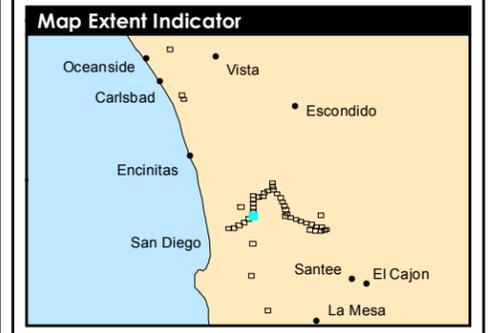 Map Extent Indicator
Oceanside
Vista
Carlsbad
Escondido
Encinitas
San Diego
Santee
El Cajon
La Mesa